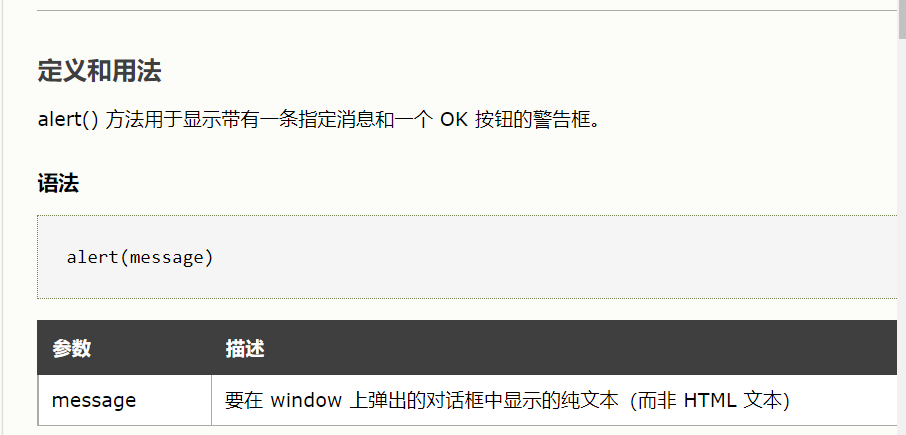 定义和用法
alert() 方法用于显示带有一条指定消息和一个 OK 按钮的警告框。
语法
alert(message)
参数 描述
message 要在 window 上弹出的对话框中显示的纯文本（而非 HTML 文本）